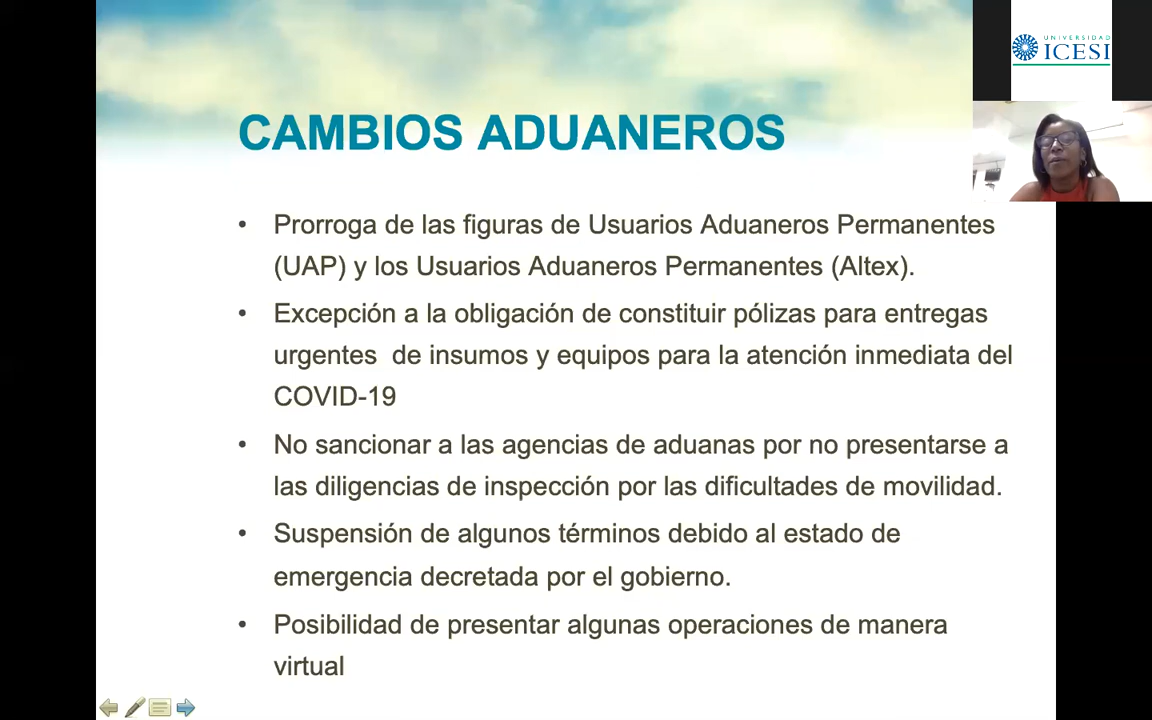 UNIVERSIDAD
ICESI
CAMBIOS ADUANEROS
• Prorroga de las figuras de Usuarios Aduaneros Permanentes
(UAP) y los Usuarios Aduaneros Permanentes (Altex).
• Excepción a la obligación de constituir pólizas para entregas
urgentes de insumos y equipos para la atención inmediata del
COVID-19
• No sancionar a las agencias de aduanas por no presentarse a
las diligencias de inspección por las dificultades de movilidad.
• Suspensión de algunos términos debido al estado de
emergencia decretada por el gobierno.
• Posibilidad de presentar algunas operaciones de manera
virtual